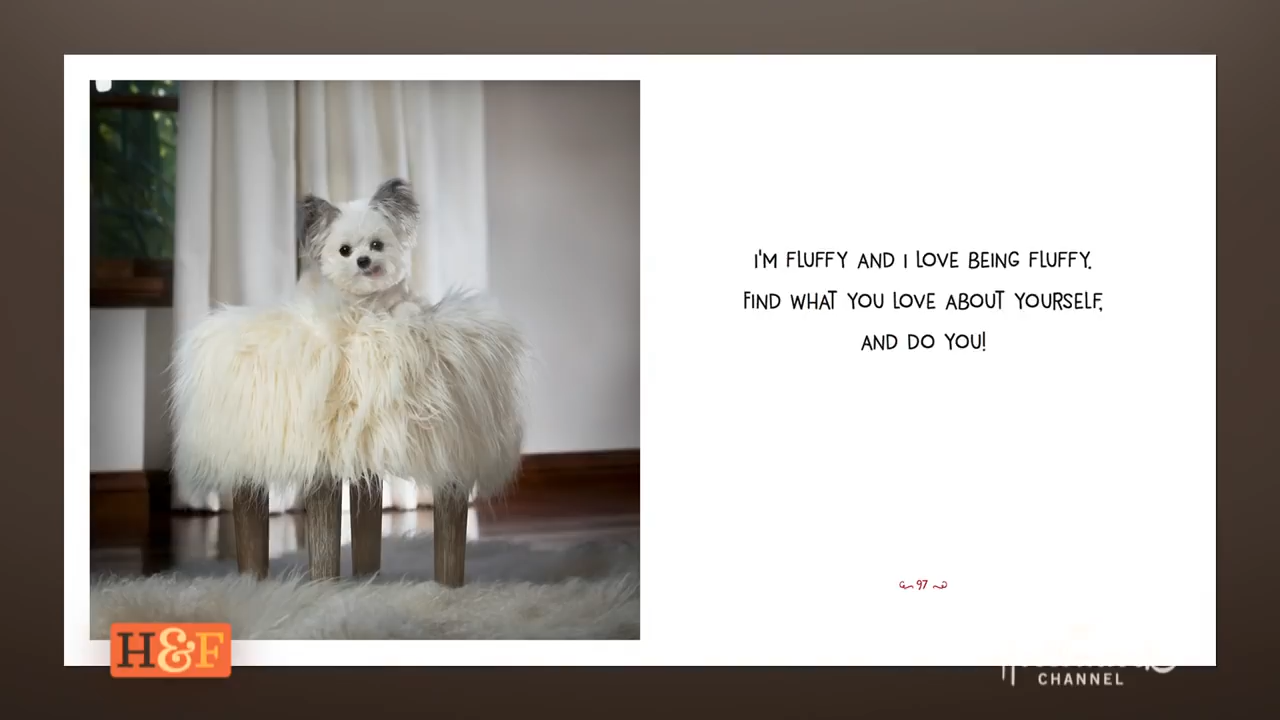 I'M FLUFFY AND I LOVE BEING FLUFFY.
FIND WHAT YOU LOVE ABOUT YOURSELF,
AND DO YOU!
97
H&F
CHANNEL